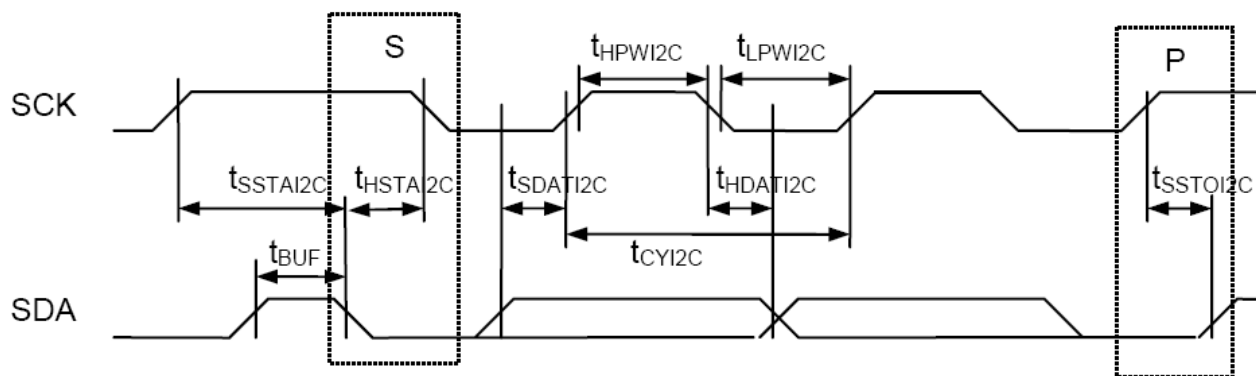 S
P
tHPWI2C
tLPWI2C
SCK
tSSTAI2C
tHSTAI2C
tSDATI2C
tHDATI2C
tSSTOI2C
tBUF
tCYI2C
SDA